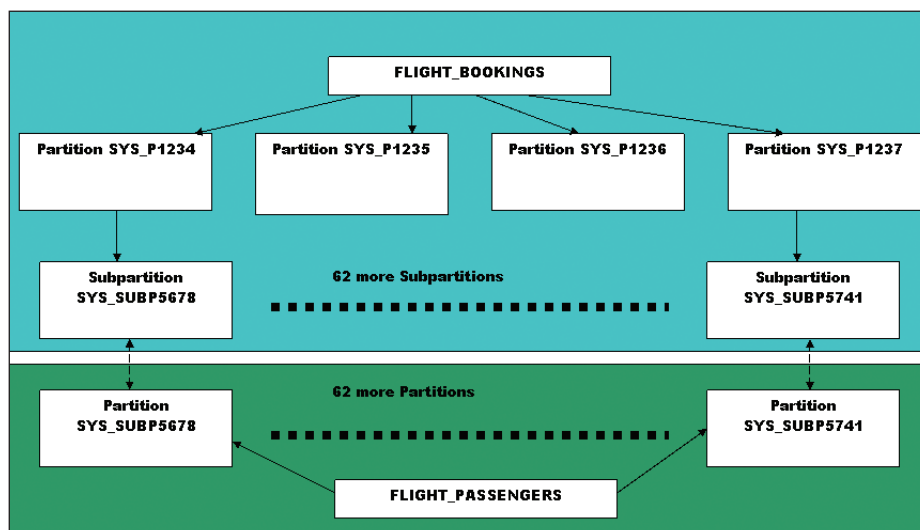 FLIGHT_BOOKINGS
Partition SYS_P1234
Partition SYS_P1235
Partition SYS_P1236
Partition SYS_P1237
Subpartition
SYS_SUBP5678
62 more Subpartitions
Subpartition
SYS_SUBP5741
Partition
SYS_SUBP5678
62 more Partitions
Partition
SYS_SUBP5741
FLIGHT_PASSENGERS